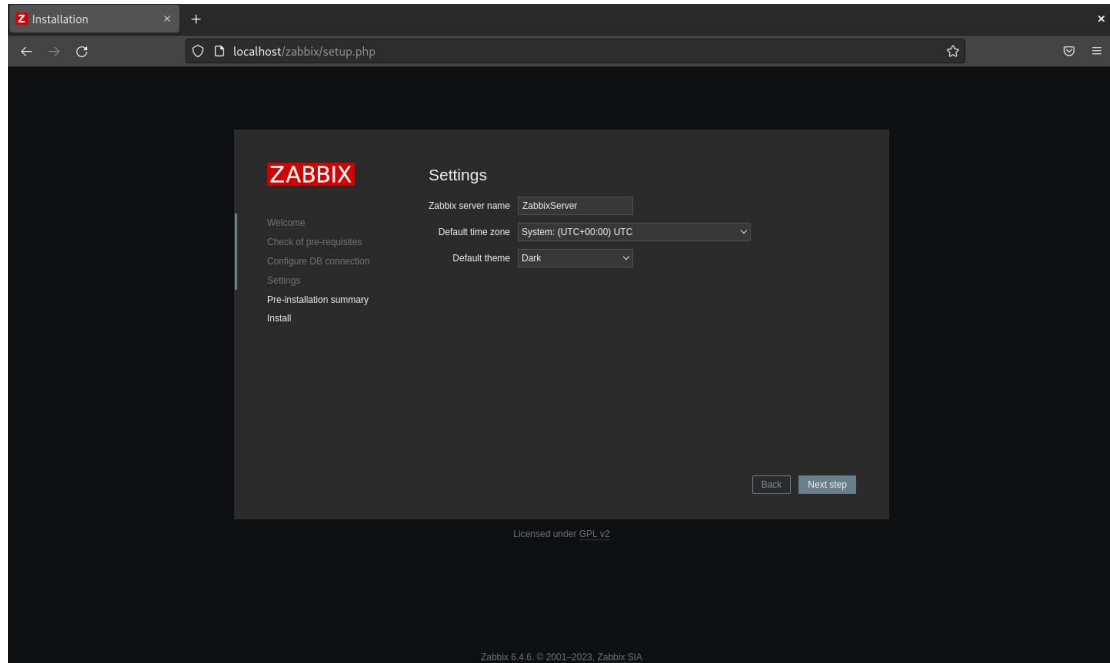 Z Installation
localhost/zabbix/setup.php
ZABBIX
Welcome
Check of pre-requisites
Configure DB connection
Settings
Pre-installation summary
Install
Settings
Zabbix server name ZabbixServer
Default time zone System: (UTC+00:00) UTC
Default theme Dark
Back Next step
Licensed under GPL v2
Zabbix 6.4.6. © 2001–2023, Zabbix SIA